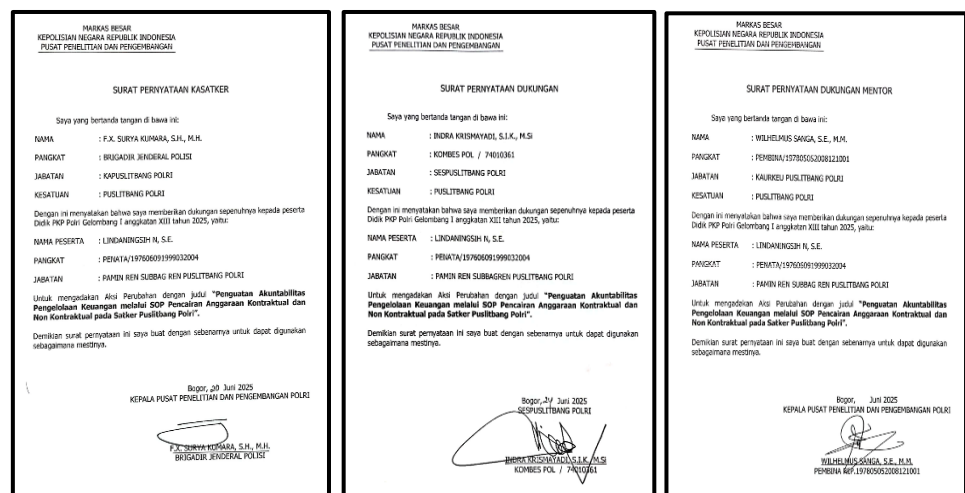 MARKAS BESAR
KEPOLISIAN NEGARA REPUBLIK INDONESIA
PUSAT PENELITIAN DAN PENGEMBANGAN
SURAT PERNYATAAN KASATKER
Saya yang bertanda tangan di bawa ini:
NAMA : F.X. SURYA KUMARA, S.H., M.H.
PANGKAT : BRIGADIR JENDERAL POLISI
JABATAN : KAPUSLITBANG POLRI
KESATUAN : PUSLITBANG POLRI
Dengan ini menyatakan bahwa saya memberikan dukungan sepenuhnya kepada peserta
Didik PKP Polri Gelombang I anggkatan XIII tahun 2025, yaitu:
NAMA PESERTA : LINDANINGSIH N, S.E.
PANGKAT : PENATA/197606091999032004
JABATAN : PAMIN REN SUBBAG REN PUSLITBANG POLRI
Untuk mengadakan Aksi Perubahan dengan judul "Penguatan Akuntabilitas
Pengelolaan Keuangan melalui SOP Pencairan Anggaraan Kontraktual dan
Non Kontraktual pada Satker Puslitbang Polri".
Demikian surat pernyataan ini saya buat dengan sebenarnya untuk dapat digunakan
sebagaimana mestinya.
Bogor, 20 Juni 2025
KEPALA PUSAT PENELITIAN DAN PENGEMBANGAN POLRI
F.X. SURYA KUMARA, S.H., M.H.
BRIGADIR JENDERAL POLISI
MARKAS BESAR
KEPOLISIAN NEGARA REPUBLIK INDONESIA
PUSAT PENELITIAN DAN PENGEMBANGAN
SURAT PERNYATAAN DUKUNGAN
Saya yang bertanda tangan di bawa ini:
NAMA : INDRA KRISMAYADI, S.I.K., M.Si
PANGKAT : KOMBES POL / 74010361
JABATAN : SESPUSLITBANG POLRI
KESATUAN : PUSLITBANG POLRI
Dengan ini menyatakan bahwa saya memberikan dukungan sepenuhnya kepada peserta
Didik PKP Polri Gelombang I anggkatan XIII tahun 2025, yaitu:
NAMA PESERTA : LINDANINGSIH N, S.E.
PANGKAT : PENATA/197606091999032004
JABATAN : PAMIN REN SUBBAGREN PUSLITBANG POLRI
Untuk mengadakan Aksi Perubahan dengan judul "Penguatan Akuntabilitas
Pengelolaan Keuangan melalui SOP Pencairan Anggaraan Kontraktual dan
Non Kontraktual pada Satker Puslitbang Polri".
Demikian surat pernyataan ini saya buat dengan sebenarnya untuk dapat digunakan
sebagaimana mestinya.
Bogor, 24 Juni 2025
SESPUSLITBANG POLRI
INDRA KRISMAYADI, S.I.K., M.Si
KOMBES POL / 74010361
MARKAS BESAR
KEPOLISIAN NEGARA REPUBLIK INDONESIA
PUSAT PENELITIAN DAN PENGEMBANGAN
SURAT PERNYATAAN DUKUNGAN MENTOR
Saya yang bertanda tangan di bawa ini:
NAMA : WILHELMUS SANGA, S.E., M.M.
PANGKAT : PEMBINA/197805052008121001
JABATAN : KAURKEU PUSLITBANG POLRI
KESATUAN : PUSLITBANG POLRI
Dengan ini menyatakan bahwa saya memberikan dukungan sepenuhnya kepada peserta
Didik PKP Polri Gelombang I anggkatan XIII tahun 2025, yaitu:
NAMA PESERTA : LINDANINGSIH N, S.E.
PANGKAT : PENATA/197606091999032004
JABATAN : PAMIN REN SUBBAG REN PUSLITBANG POLRI
Untuk mengadakan Aksi Perubahan dengan judul "Penguatan Akuntabilitas
Pengelolaan Keuangan melalui SOP Pencairan Anggaraan Kontraktual dan
Non Kontraktual pada Satker Puslitbang Polri".
Demikian surat pernyataan ini saya buat dengan sebenarnya untuk dapat digunakan
sebagaimana mestinya.
Bogor, Juni 2025
KEPALA PUSAT PENELITIAN DAN PENGEMBANGAN POLRI
WILHELMUS SANGA, S.E., M.M.
PEMBINA 197805052008121001